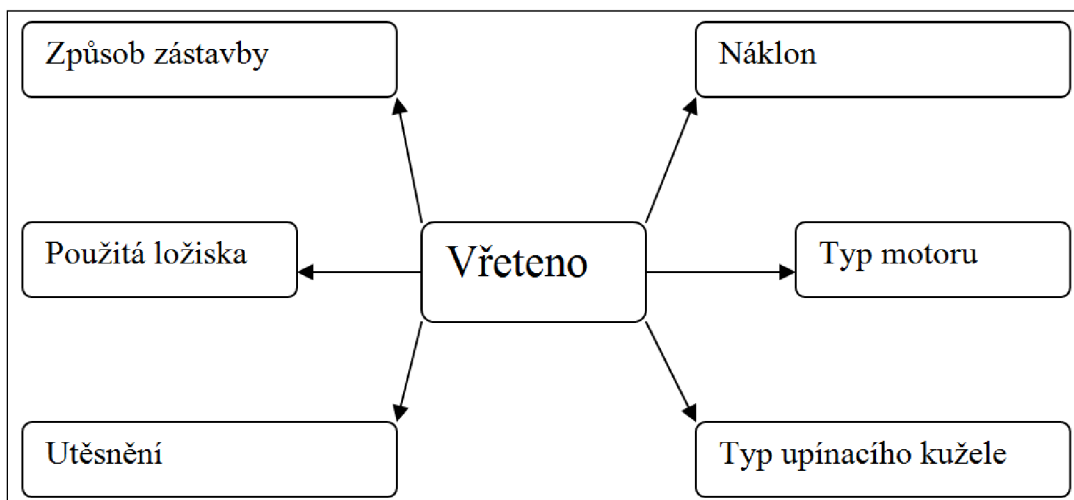 Způsob zástavby
Náklon
Použitá ložiska
Vřeteno
Typ motoru
Utěsnění
Typ upínacího kužele